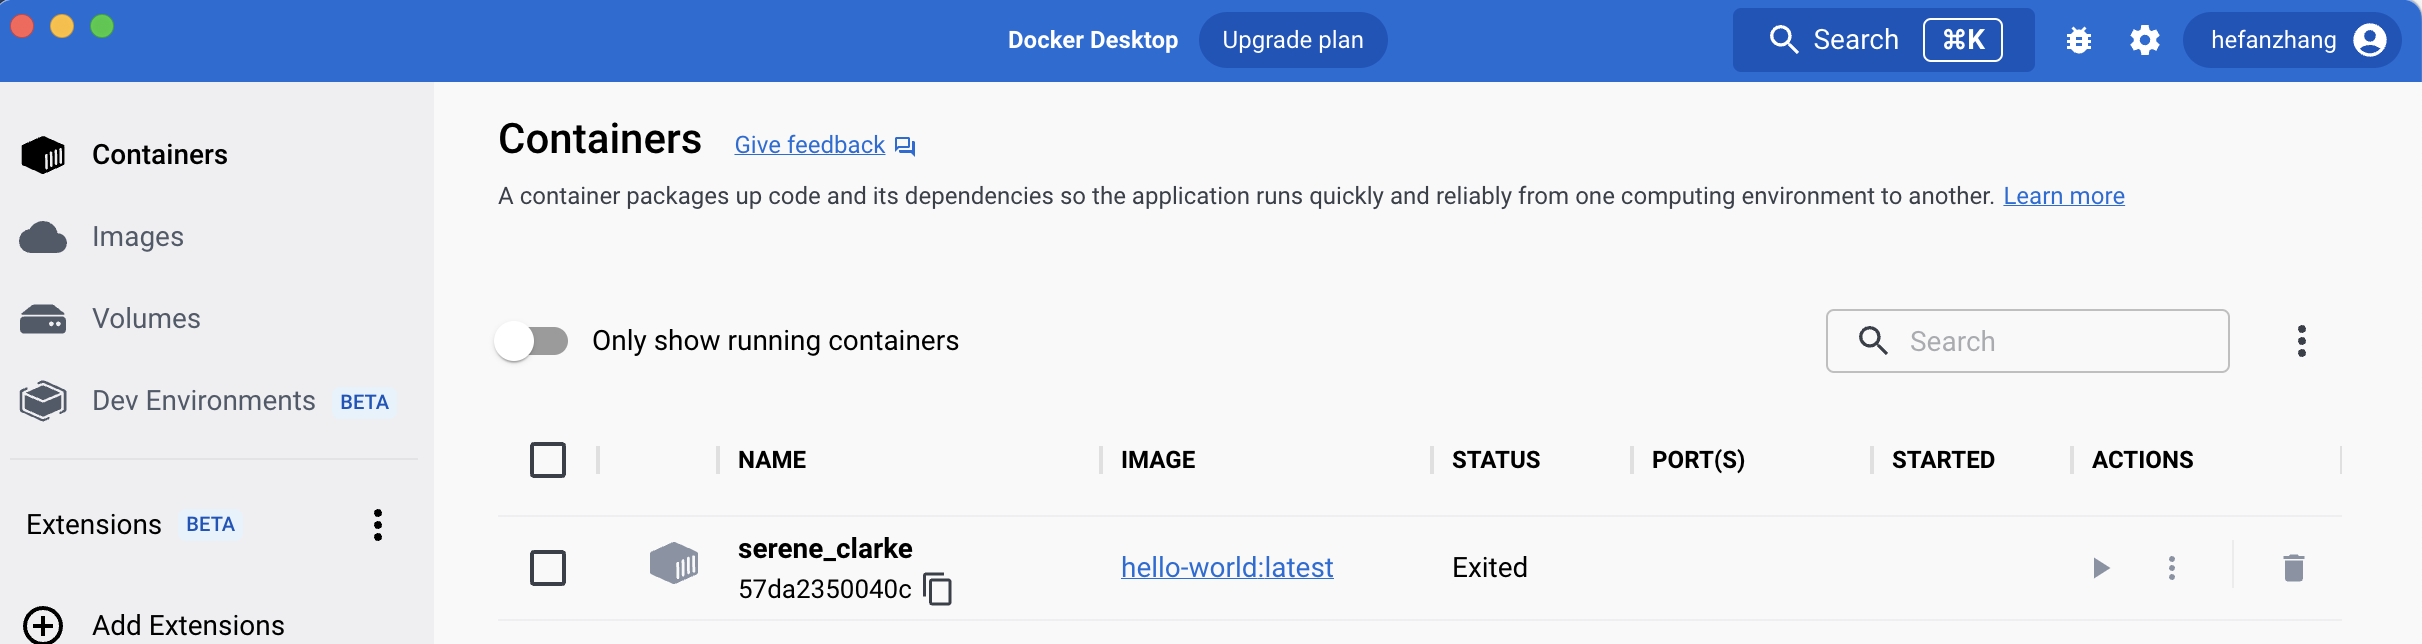 Docker Desktop Upgrade plan Search ⌘K hefanzhang
Containers
Images
Volumes
Dev Environments BETA
Extensions BETA
Add Extensions
Containers Give feedback
A container packages up code and its dependencies so the application runs quickly and reliably from one computing environment to another. Learn more
Only show running containers Search
NAME IMAGE STATUS PORT(S) STARTED ACTIONS
serene_clarke
57da2350040c hello-world:latest Exited